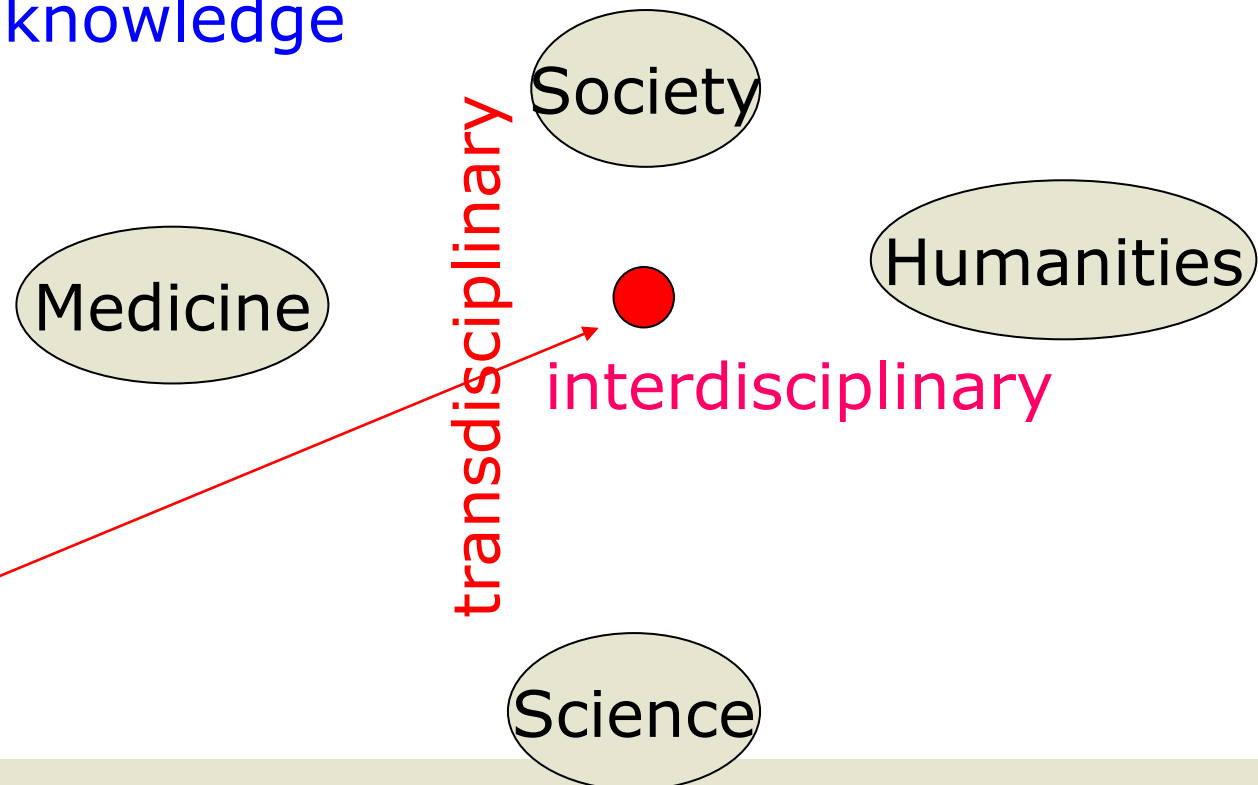 knowledge
Society
transdisciplinary
Humanities
Medicine
interdisciplinary
Science